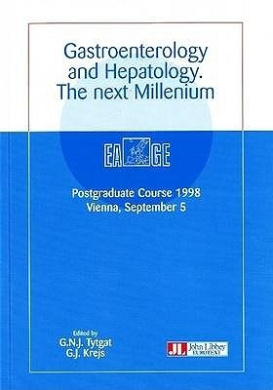 Gastroenterology
and Hepatology.
The next Millenium
EAGE
Postgraduate Course 1998
Vienna, September 5
Edited by
G.N.J. Tytgat
G.J. Krejs
JL
John Libbey
EUROTEXT